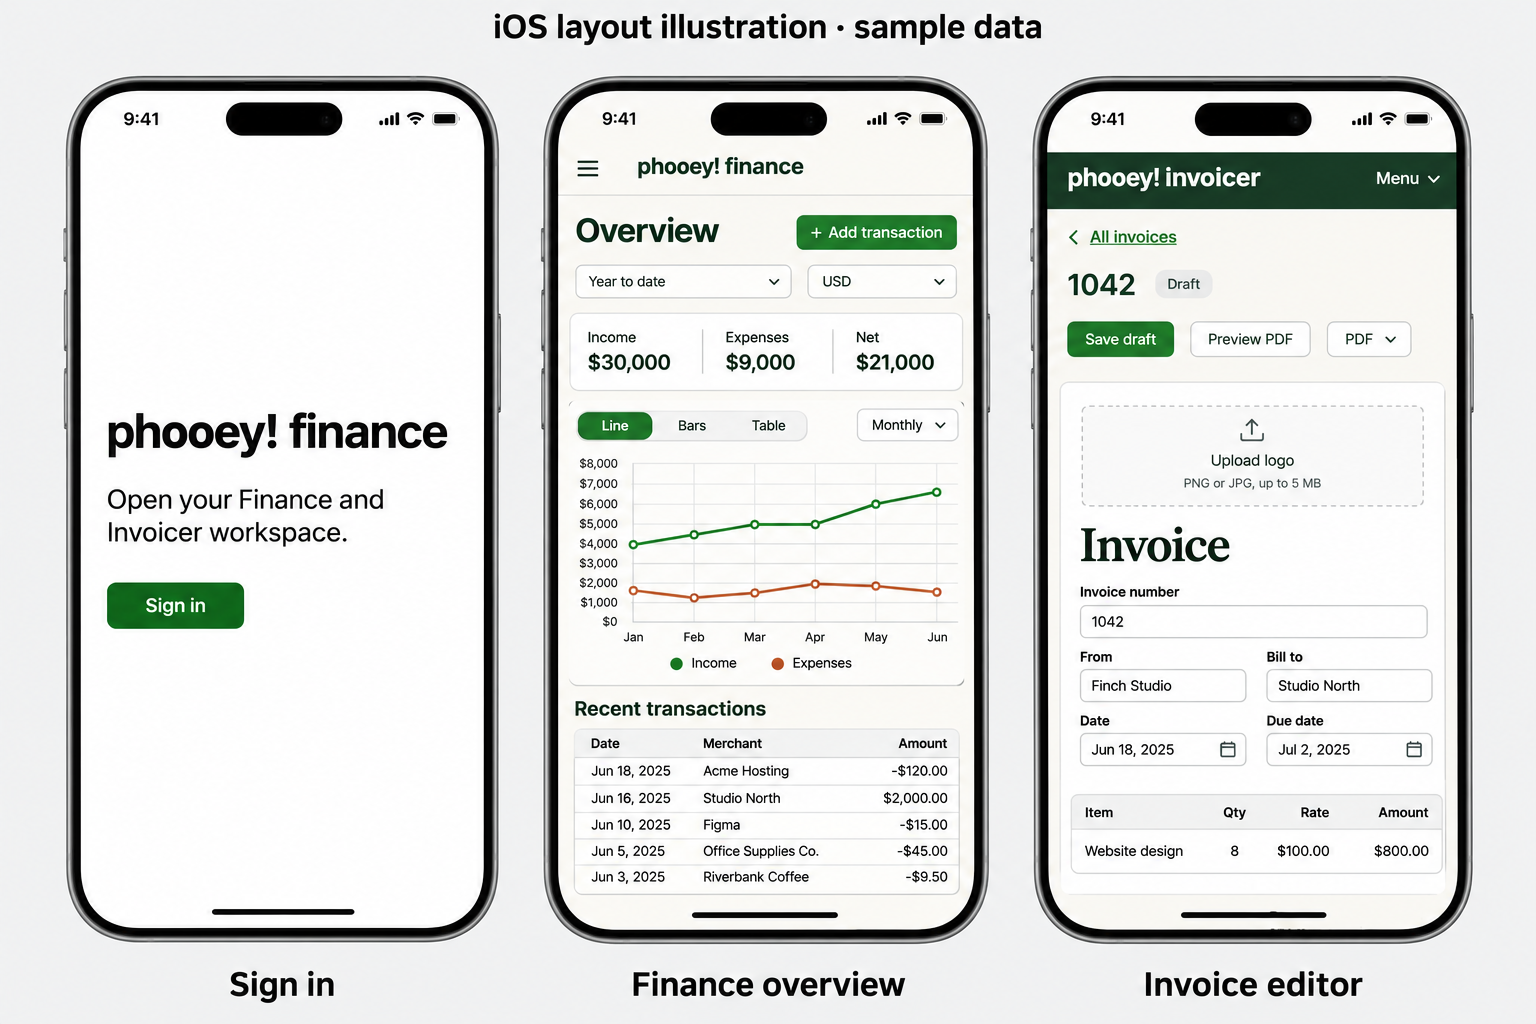 iOS layout illustration · sample data
9:41
phooey! finance
Open your Finance and
Invoicer workspace.
Sign in
Sign in
9:41
phooey! finance
Overview
+ Add transaction
Year to date
USD
Income
Expenses
Net
$30,000
$9,000
$21,000
Line
Bars
Table
Monthly
$8,000
$7,000
$6,000
$5,000
$4,000
$3,000
$2,000
$1,000
$0
Jan Feb Mar Apr May Jun
Income
Expenses
Recent transactions
Date Merchant Amount
Jun 18, 2025 Acme Hosting -$120.00
Jun 16, 2025 Studio North $2,000.00
Jun 10, 2025 Figma -$15.00
Jun 5, 2025 Office Supplies Co. -$45.00
Jun 3, 2025 Riverbank Coffee -$9.50
Finance overview
9:41
phooey! invoicer
Menu
All invoices
1042
Draft
Save draft
Preview PDF
PDF
Upload logo
PNG or JPG, up to 5 MB
Invoice
Invoice number
1042
From
Bill to
Finch Studio
Studio North
Date
Due date
Jun 18, 2025
Jul 2, 2025
Item Qty Rate Amount
Website design 8 $100.00 $800.00
Invoice editor